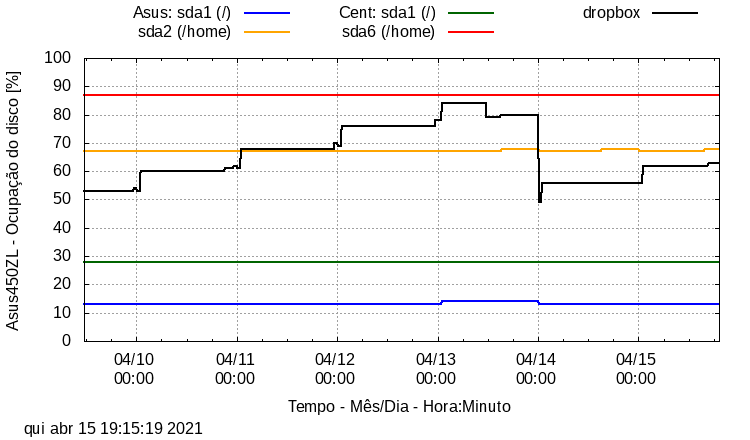 Asus: sda1 (/) Cent: sda1 (/) dropbox
sda2 (/home) sda6 (/home)
Asus450ZL - Ocupação do disco [%]
100
90
80
70
60
50
40
30
20
10
0
04/10 04/11 04/12 04/13 04/14 04/15
00:00 00:00 00:00 00:00 00:00 00:00
Tempo - Mês/Dia - Hora:Minuto
qui abr 15 19:15:19 2021